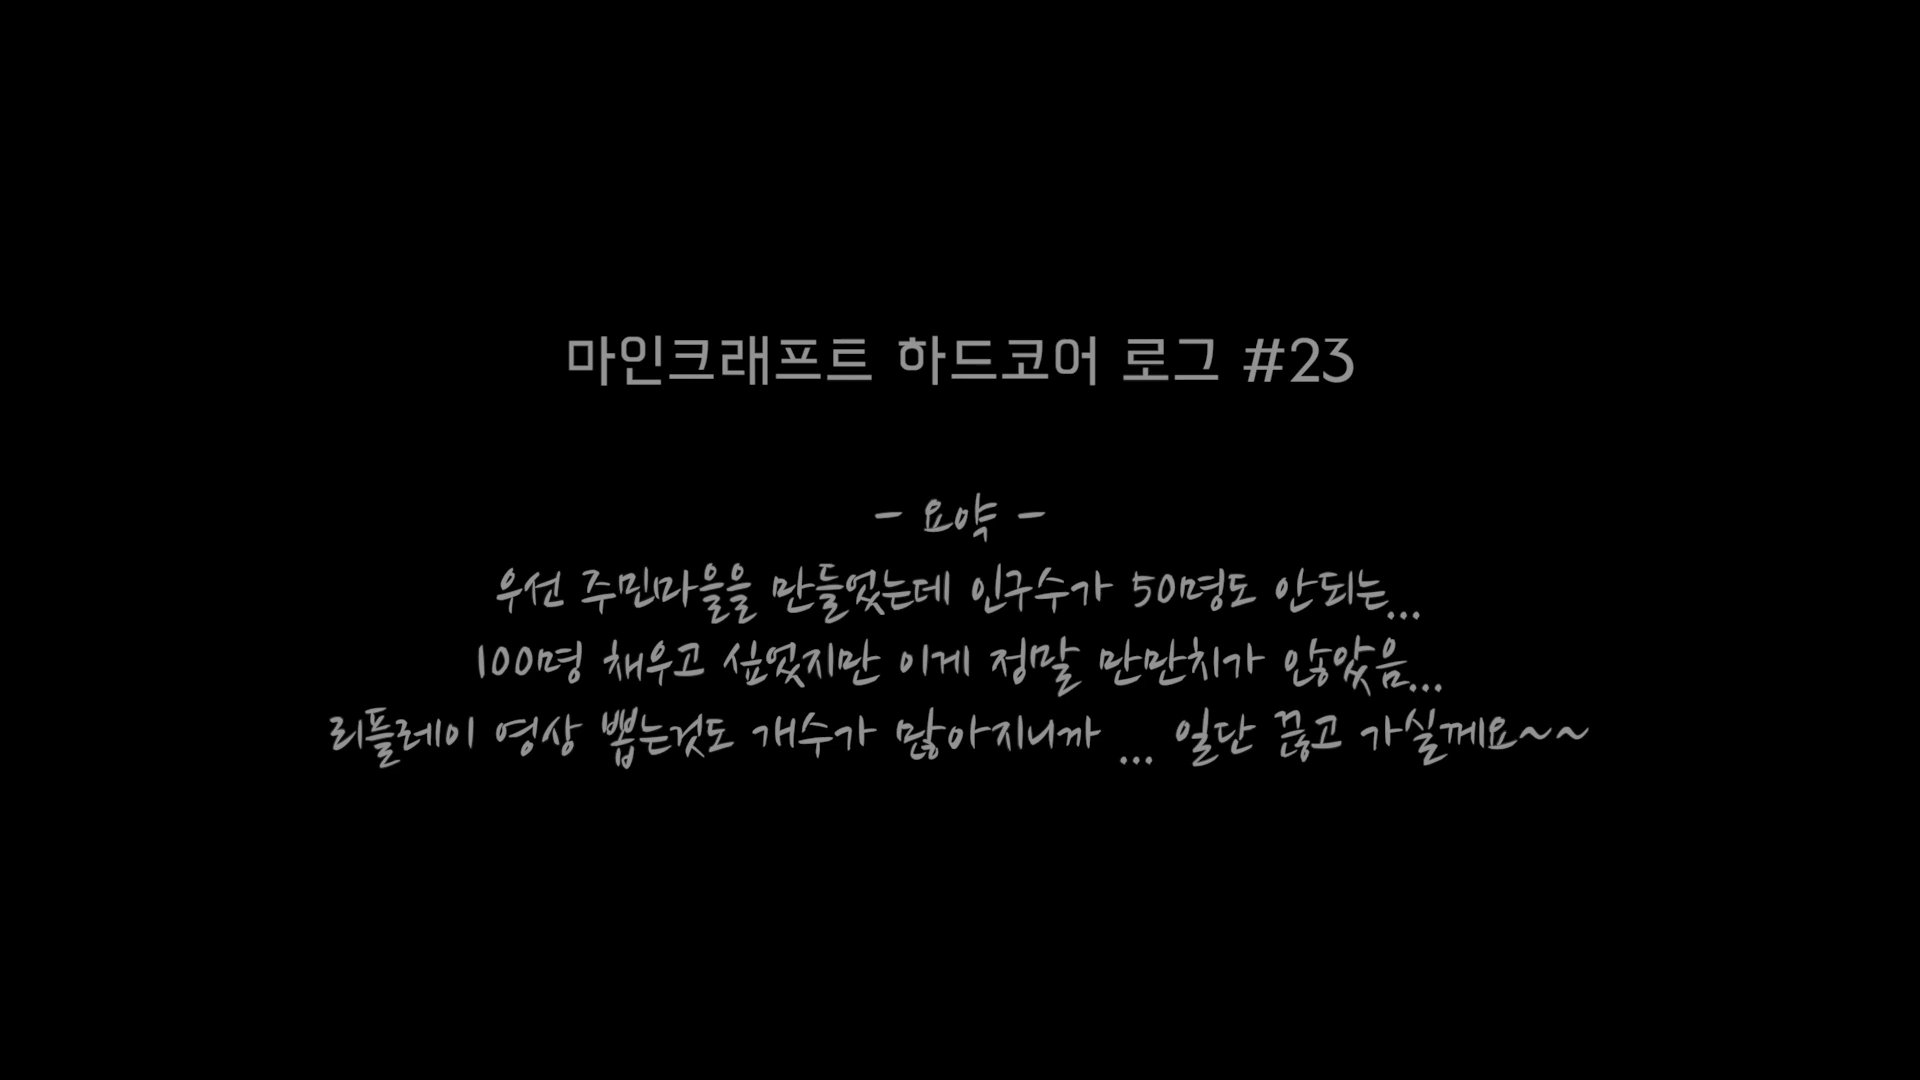 마인크래프트 하드코어 로그 #23
- 요약 -
우선 주민마을을 만들었는데 인구수가 50명도 안되는...
100명 채우고 싶었지만 이게 정말 만만치가 않았음...
리플레이 영상 뽑는것도 개수가 많아지니까 ... 일단 끊고 가실께요~~